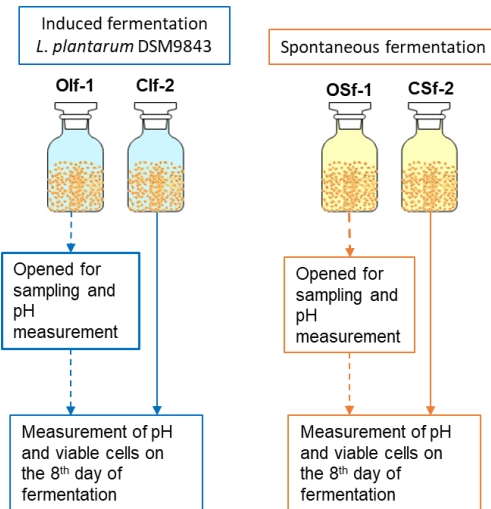 Induced fermentation
L. plantarum DSM9843
OIf-1
CIf-2
Opened for
sampling and
pH
measurement
Measurement of pH
and viable cells on
the 8th day of
fermentation
Spontaneous fermentation
OSf-1
CSf-2
Opened for
sampling and
pH
measurement
Measurement of pH
and viable cells on
the 8th day of
fermentation